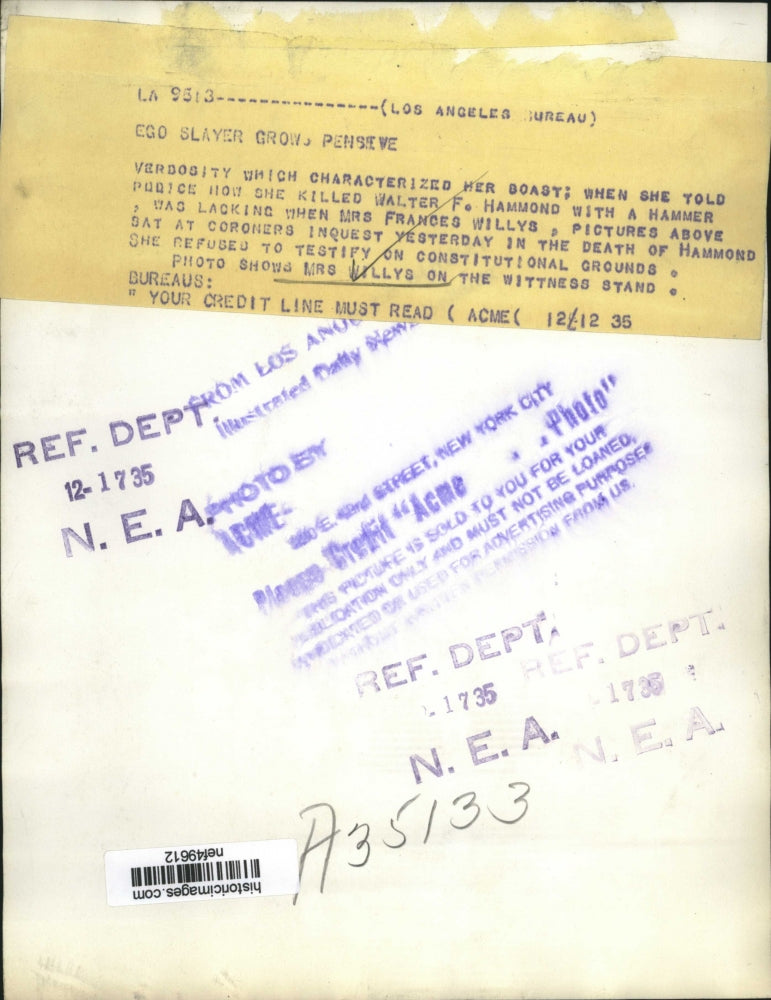 LA 9513----------------(LOS ANGELES BUREAU)
EGO SLAYER GROWS PENSIEVE
VERBOSITY WHICH CHARACTERIZED HER BOAST; WHEN SHE TOLD
POOICE HOW SHE KILLED WALTER F. HAMMOND WITH A HAMMER
, WAS LACKING WHEN MRS FRANCES WILLYS , PICTURES ABOVE
SAT AT CORONERS INQUEST YESTERDAY IN THE DEATH OF HAMMOND
SHE REFUSED TO TESTIFY ON CONSTITUTIONAL GROUNDS .
PHOTO SHOWS MRS WILLYS ON THE WITTNESS STAND .
BUREAUS:
" YOUR CREDIT LINE MUST READ ( ACME( 12/12 35
FROM LOS
Illustrated Daily News
REF. DEPT.
12-1735
N. E. A.
PHOTO BY
ACME
220 E. 42nd STREET, NEW YORK CITY
Please Credit "Acme Photo"
THIS PICTURE IS SOLD TO YOU FOR YOUR
PUBLICATION ONLY AND MUST NOT BE LOANED,
SYNDICATED OR USED FOR ADVERTISING PURPOSES
WITHOUT WRITTEN PERMISSION FROM US.
REF. DEPT.
1735
N. E. A.
REF. DEPT.
1735
N. E. A.
A35133
historicimages.com
nef49612